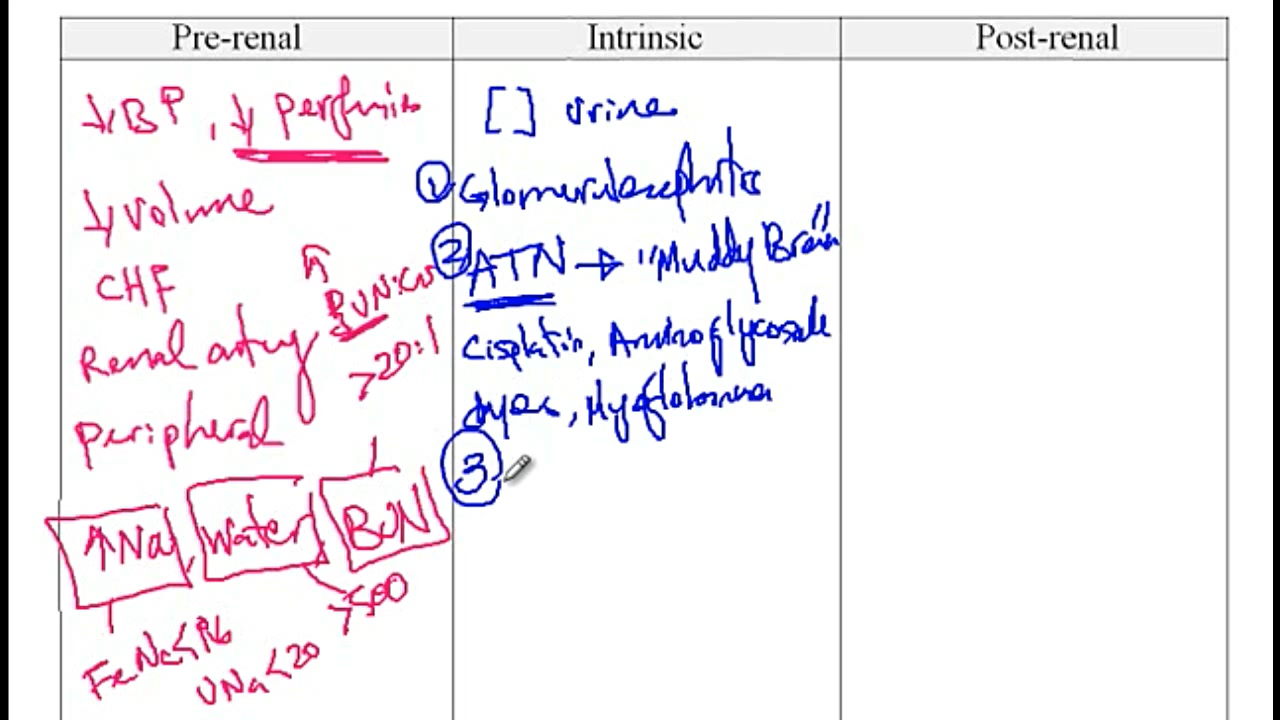 Pre-renal
↓BP, ↓ Perfusion
↓Volume
CHF
Renal artery
Peripheral
↑
BUN:Cr
>20:1
↑Na, Water, BUN
>500
FeNa<1%
UNa<20
Intrinsic
[ ] urine
① Glomerulonephritis
② ATN → "Muddy Brown"
Cisplatin, Aminoglycoside
dyes, Myoglobinuria
③
Post-renal